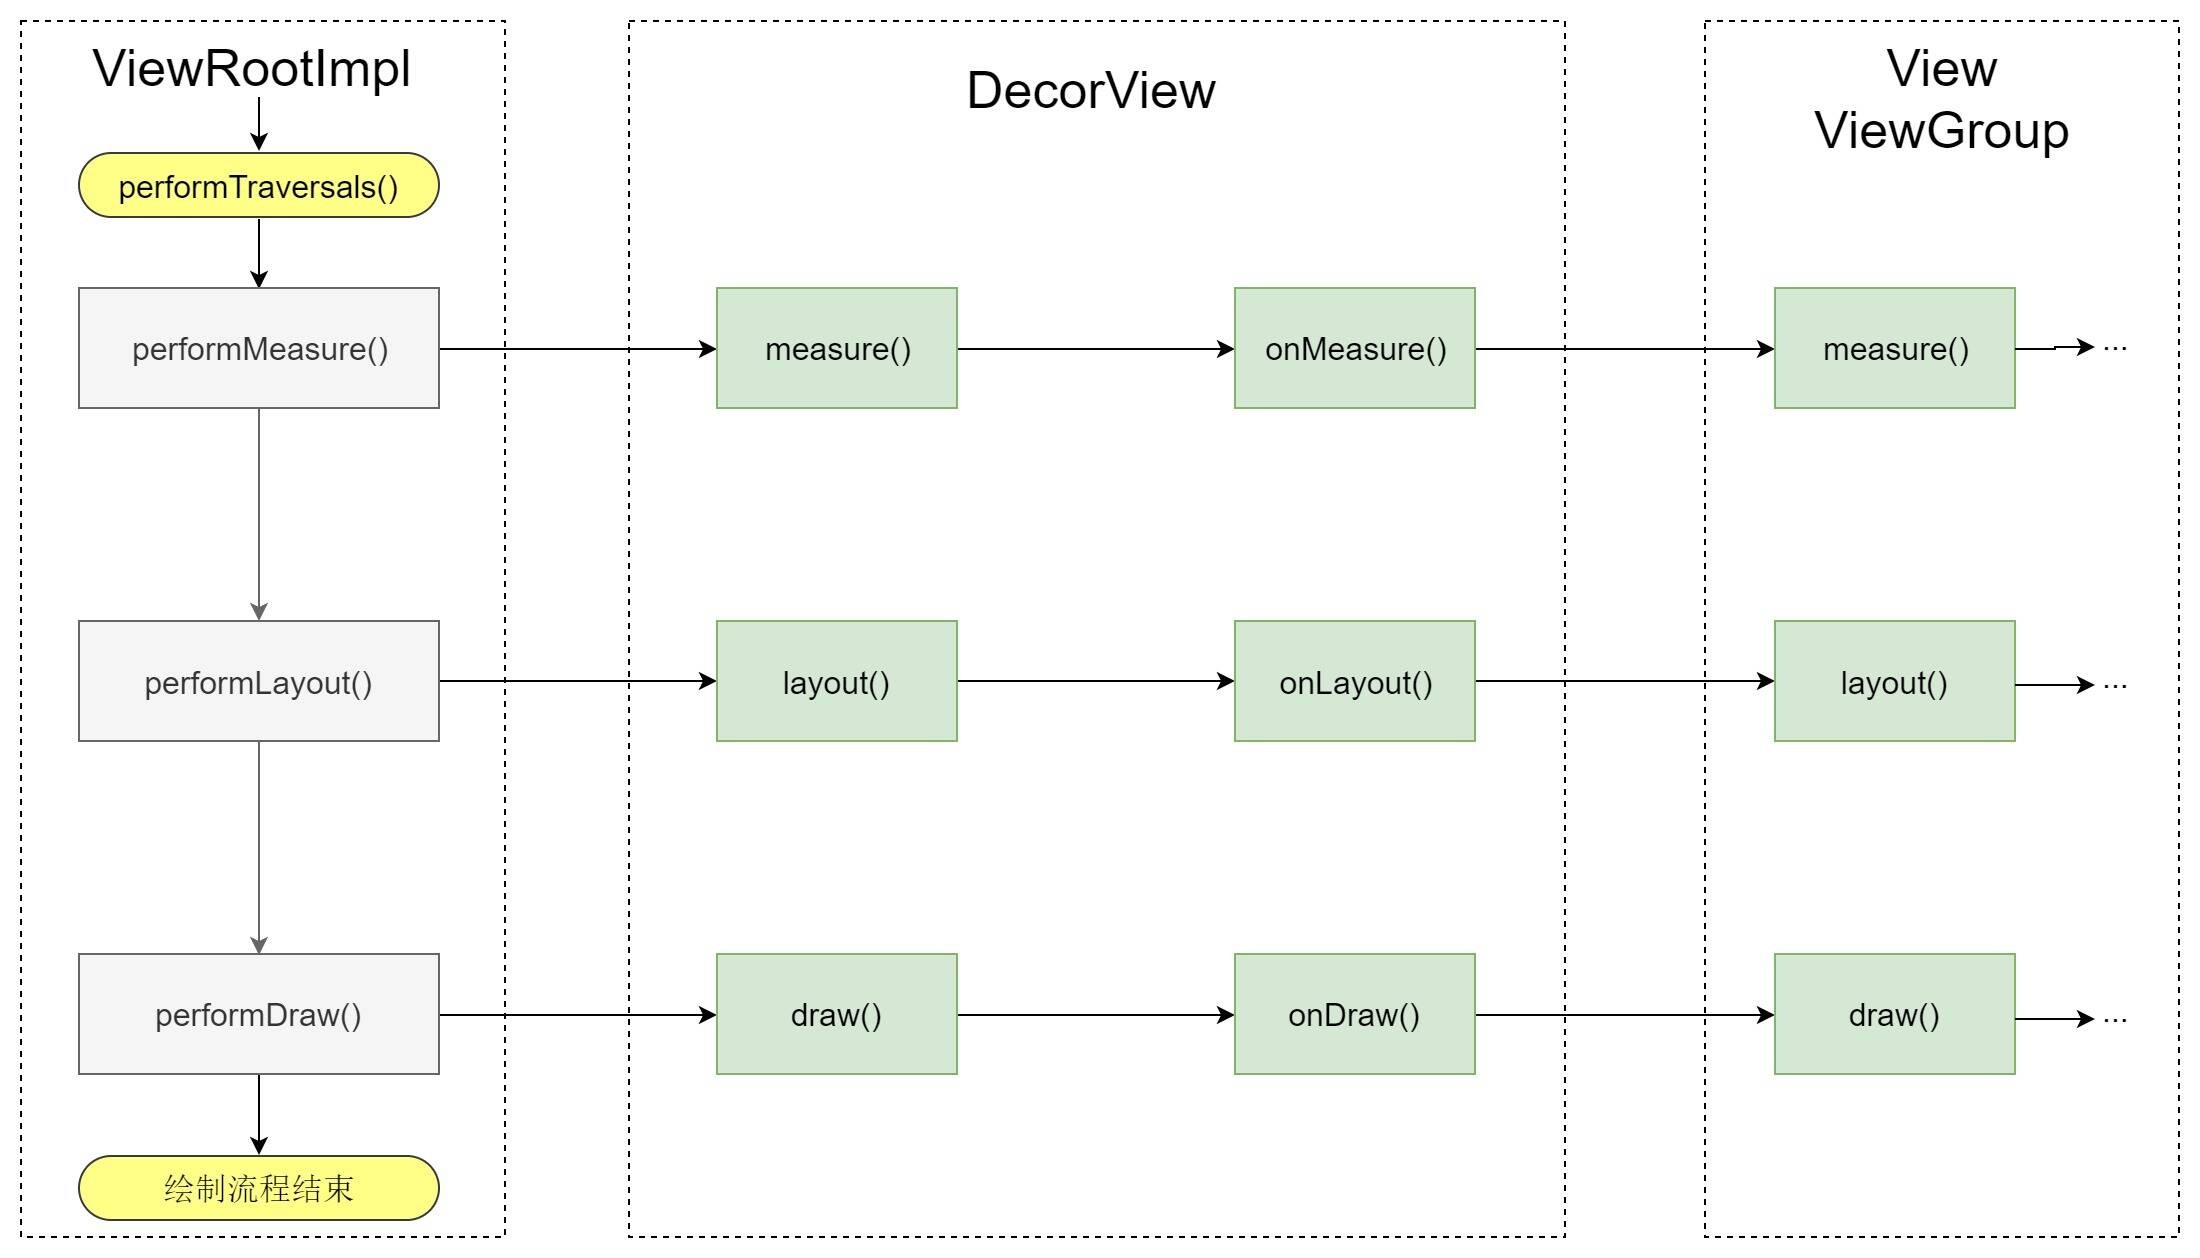 ViewRootImpl
performTraversals()
performMeasure()
performLayout()
performDraw()
绘制流程结束
DecorView
measure()
onMeasure()
layout()
onLayout()
draw()
onDraw()
View
ViewGroup
measure()
...
layout()
...
draw()
...